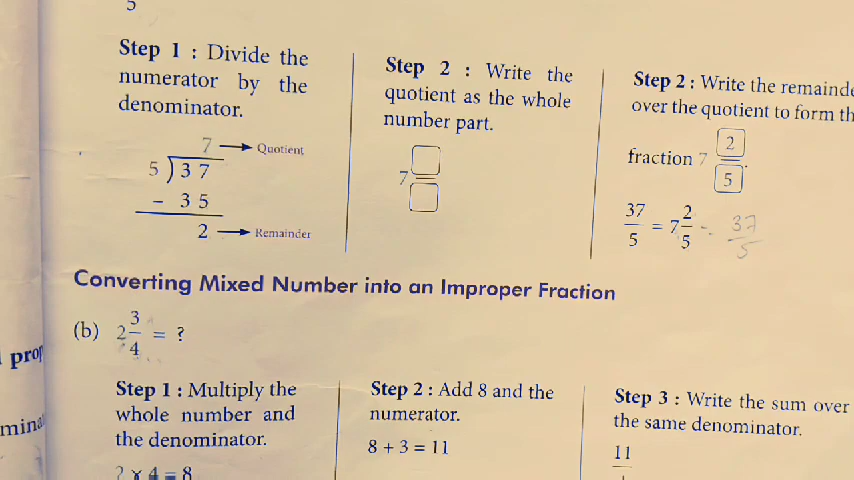 5
Step 1 : Divide the
numerator by the
denominator.
7 → Quotient
5 ) 3 7
− 3 5
2 → Remainder
Step 2 : Write the
quotient as the whole
number part.
7 □/□
Step 2 : Write the
over the quotient to form
fraction 7 2/5.
37/5 = 7 2/5 - 37/5
Converting Mixed Number into an Improper Fraction
(b) 2 3/4 = ?
Step 1 : Multiply the
whole number and
the denominator.
2 × 4 = 8
Step 2 : Add 8 and the
numerator.
8 + 3 = 11
Step 3 : Write the sum over
the same denominator.
11